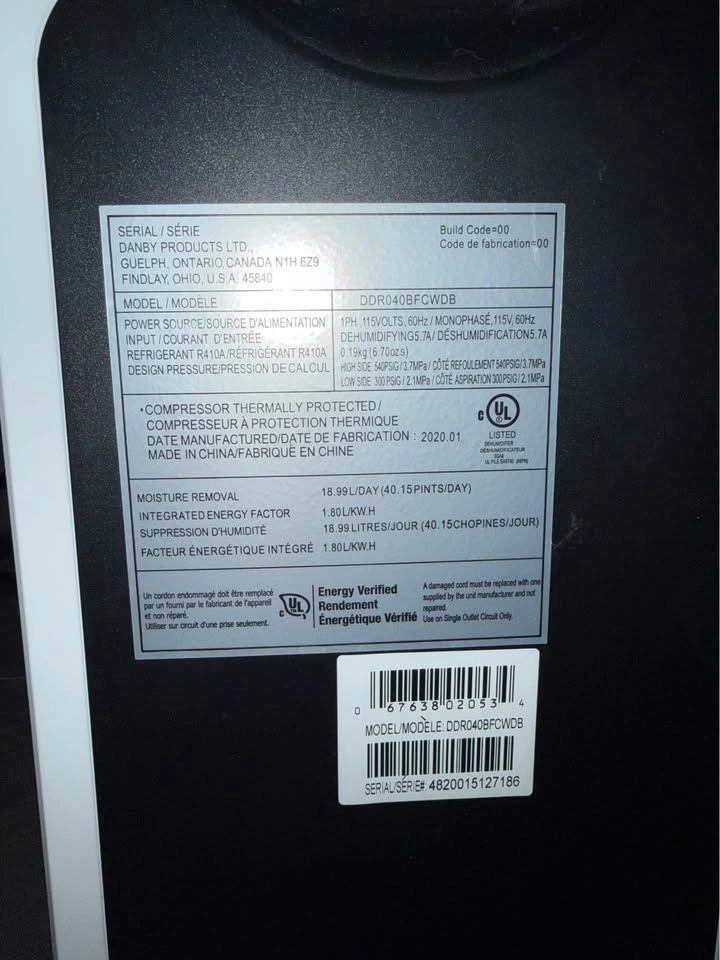 SERIAL / SÉRIE
DANBY PRODUCTS LTD.,
GUELPH, ONTARIO, CANADA N1H 6Z9
FINDLAY, OHIO, U.S.A. 45840
Build Code=00
Code de fabrication=00
MODEL / MODÈLE DDR040BFCWDB
POWER SOURCE/SOURCE D'ALIMENTATION 1PH.,115VOLTS, 60Hz / MONOPHASÉ,115V, 60Hz
INPUT / COURANT D'ENTRÉE DEHUMIDIFYING5.7A/ DÉSHUMIDIFICATION5.7A
REFRIGERANT R410A/RÉFRIGÉRANT R410A 0.19kg (6.70ozs)
DESIGN PRESSURE/PRESSION DE CALCUL HIGH SIDE 540PSIG/3.7MPa / CÔTÉ REFOULEMENT 540PSIG/3.7MPa
LOW SIDE 300 PSIG / 2.1MPa / CÔTÉ ASPIRATION 300PSIG / 2.1MPa
•COMPRESSOR THERMALLY PROTECTED /
COMPRESSEUR À PROTECTION THERMIQUE
DATE MANUFACTURED/DATE DE FABRICATION : 2020.01
MADE IN CHINA/FABRIQUÉ EN CHINE
C UL
LISTED
DEHUMIDIFIER
DÉSHUMIDIFICATEUR
MOISTURE REMOVAL 18.99L/DAY (40.15PINTS/DAY)
INTEGRATED ENERGY FACTOR 1.80L/KW.H
SUPPRESSION D'HUMIDITÉ 18.99 LITRES/JOUR (40.15CHOPINES/JOUR)
FACTEUR ÉNERGÉTIQUE INTÉGRÉ 1.80L/KW.H
Un cordon endommagé doit être remplacé
par un fourni par le fabricant de l'appareil
et non réparé.
Utiliser sur circuit d'une prise seulement.
C UL
Energy Verified
Rendement
Énergétique Vérifié
A damaged cord must be replaced with one
supplied by the unit manufacturer and not
repaired.
Use on Single Outlet Circuit Only.
0 67638 02053 4
MODEL/MODÈLE: DDR040BFCWDB
SERIAL/SÉRIE#: 4820015127186